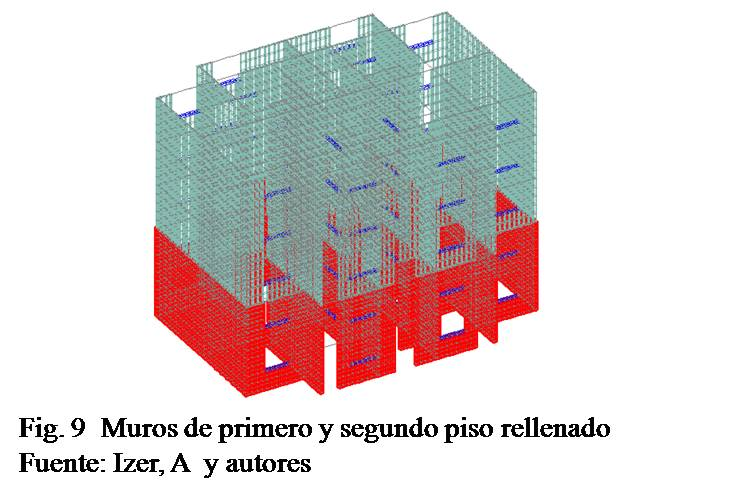 Fig. 9 Muros de primero y segundo piso rellenado
Fuente: Izer, A y autores